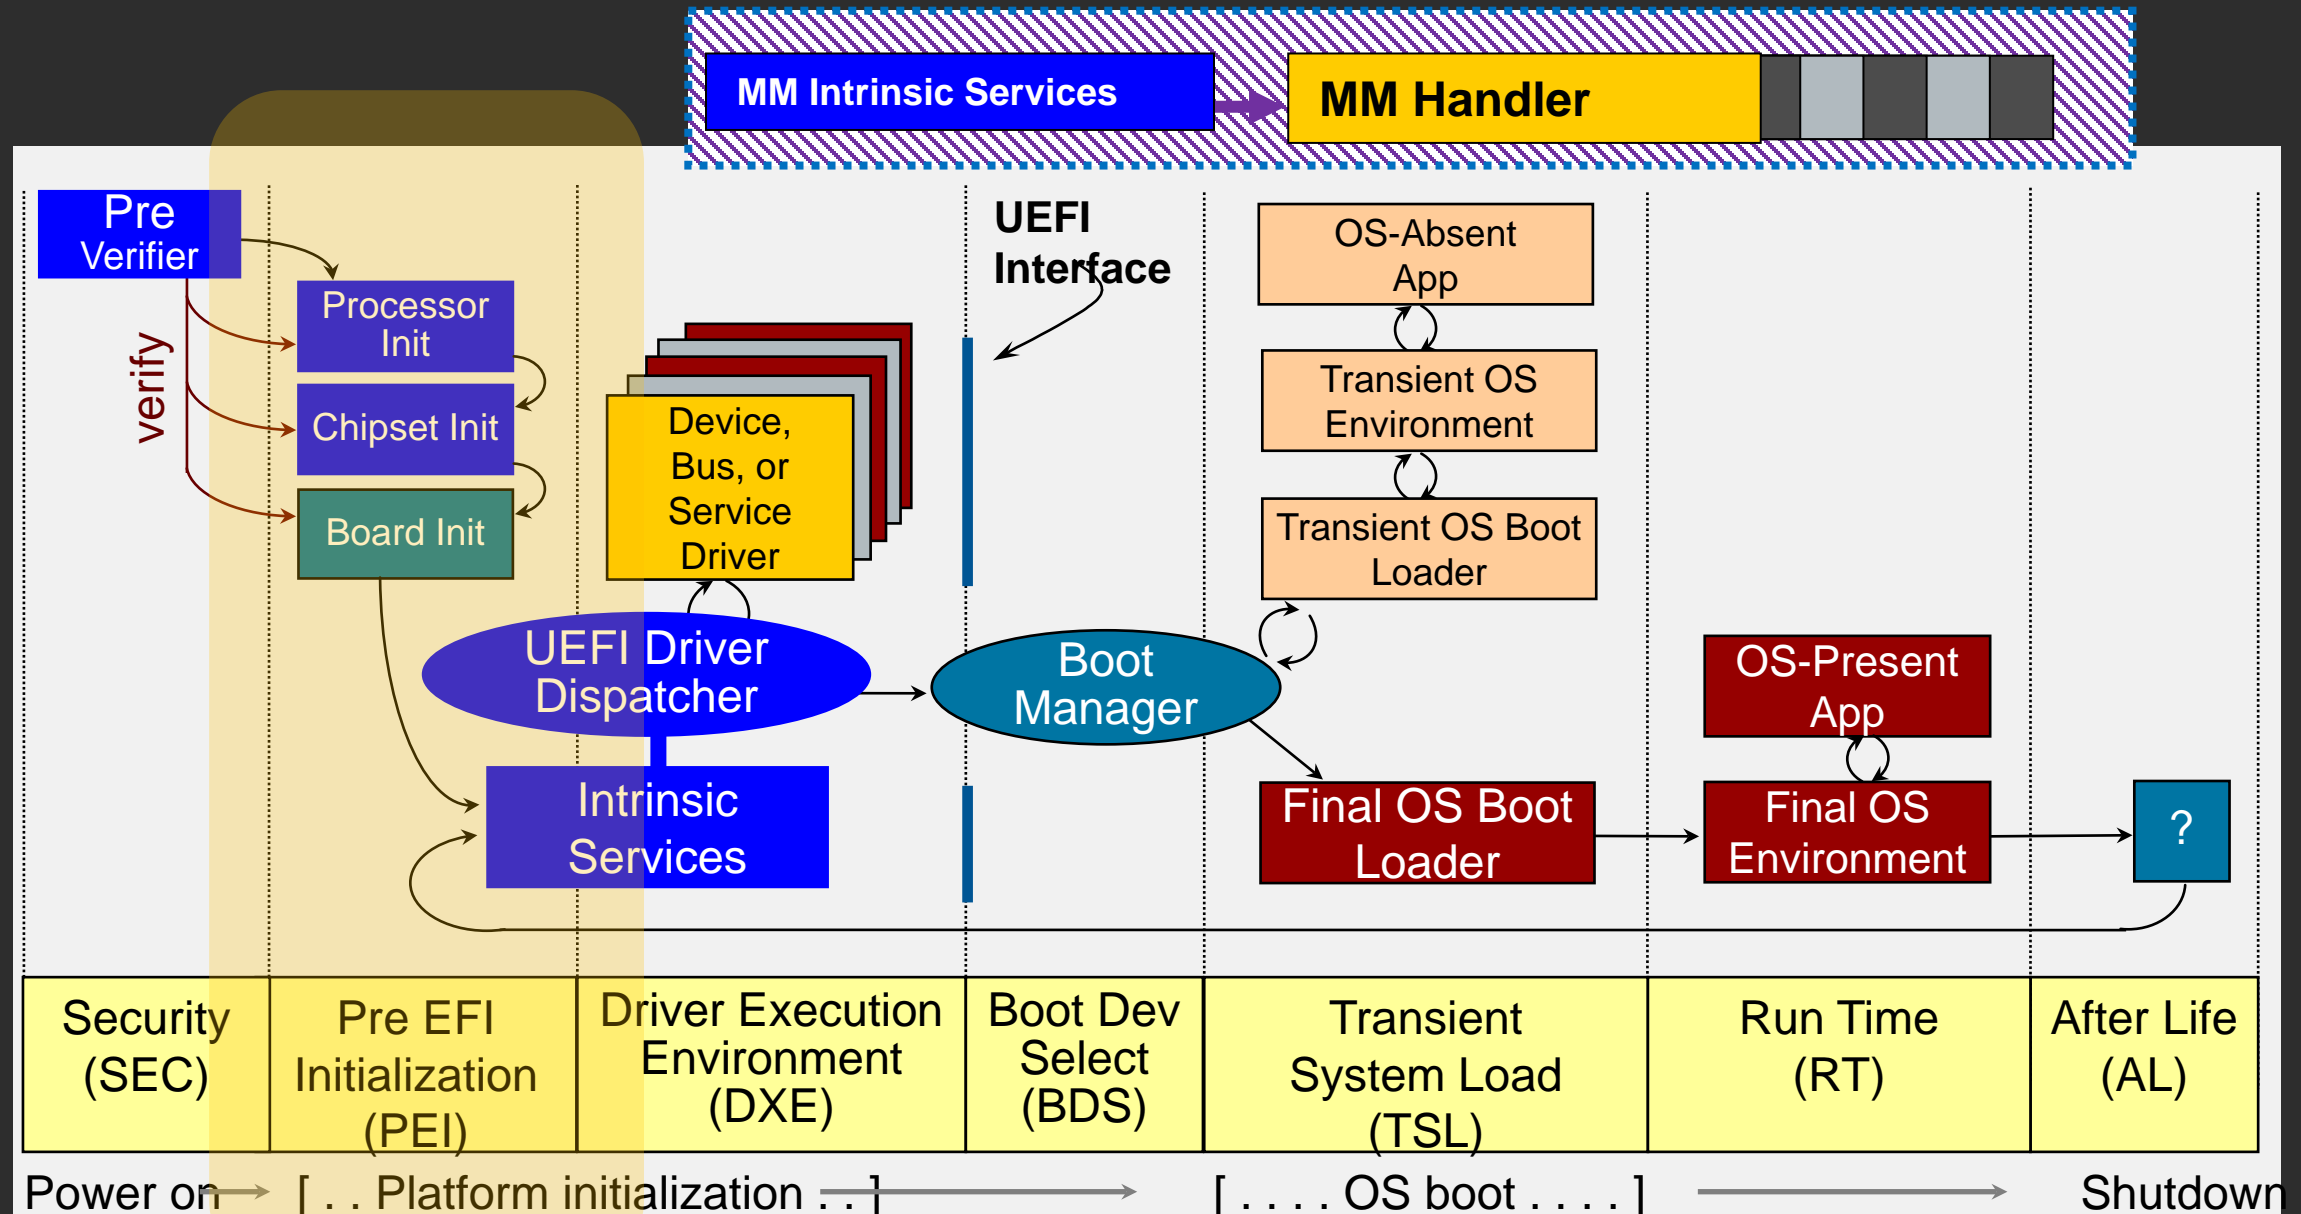 MM Intrinsic Services
MM Handler
Pre
Verifier
verify
Processor
Init
Chipset Init
Board Init
Device,
Bus, or
Service
Driver
UEFI Driver
Dispatcher
Intrinsic
Services
UEFI
Interface
Boot
Manager
OS-Absent
App
Transient OS
Environment
Transient OS Boot
Loader
Final OS Boot
Loader
OS-Present
App
Final OS
Environment
?
Security
(SEC)
Pre EFI
Initialization
(PEI)
Driver Execution
Environment
(DXE)
Boot Dev
Select
(BDS)
Transient
System Load
(TSL)
Run Time
(RT)
After Life
(AL)
Power on
[ . . Platform initialization . . ]
[ . . . . OS boot . . . . ]
Shutdown